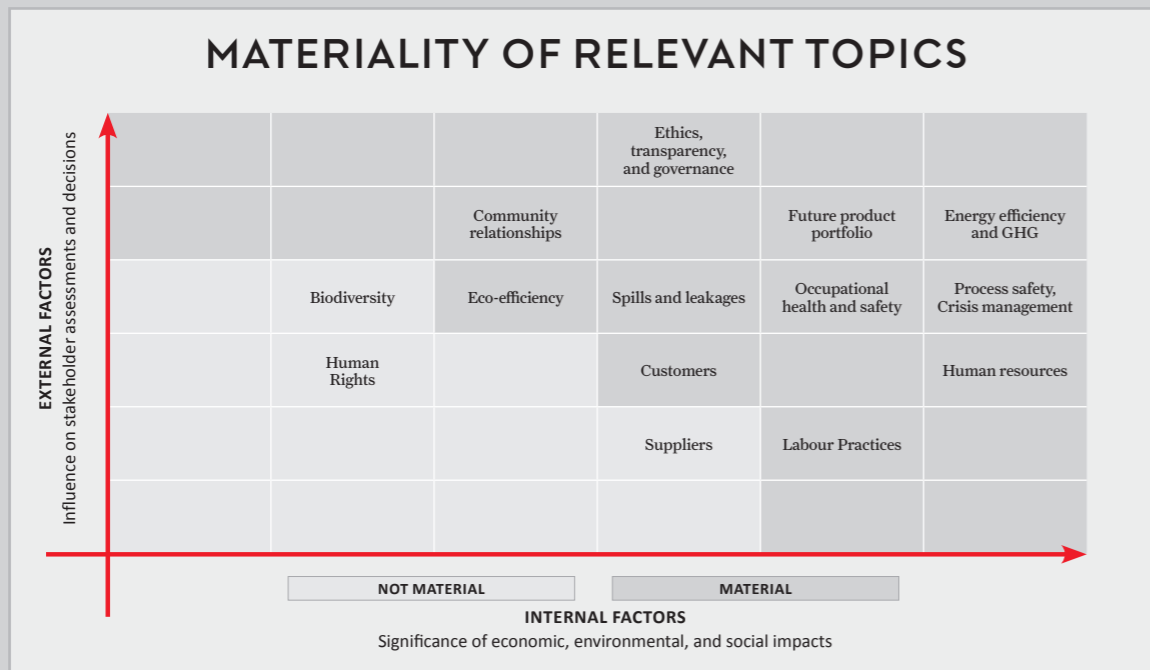 MATERIALITY OF RELEVANT TOPICS
EXTERNAL FACTORS
Influence on stakeholder assessments and decisions
Ethics,
transparency,
and governance
Community
relationships
Future product
portfolio
Energy efficiency
and GHG
Biodiversity
Eco-efficiency
Spills and leakages
Occupational
health and safety
Process safety,
Crisis management
Human
Rights
Customers
Human resources
Suppliers
Labour Practices
NOT MATERIAL
MATERIAL
INTERNAL FACTORS
Significance of economic, environmental, and social impacts